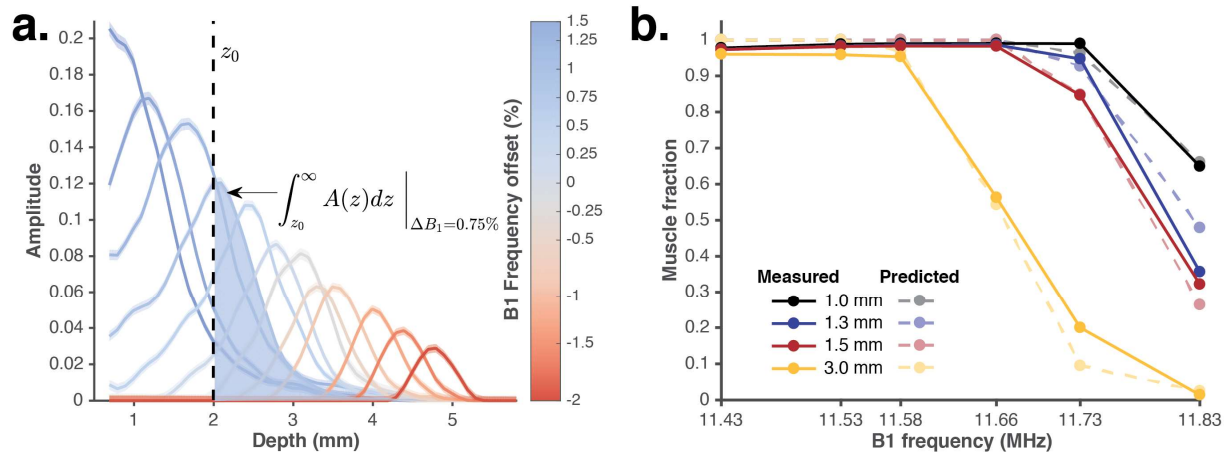 a.
0.2
0.18
0.16
0.14
0.12
0.1
0.08
0.06
0.04
0.02
0
Amplitude
z0
∫_{z0}^{∞} A(z)dz |_{ΔB1=0.75%}
1 2 3 4 5
Depth (mm)
B1 Frequency offset (%)
1.5
1.25
1
0.75
0.5
0.25
0
-0.25
-0.5
-1
-1.5
-2
b.
1
0.9
0.8
0.7
0.6
0.5
0.4
0.3
0.2
0.1
0
Muscle fraction
Measured Predicted
1.0 mm
1.3 mm
1.5 mm
3.0 mm
11.43 11.53 11.58 11.66 11.73 11.83
B1 frequency (MHz)